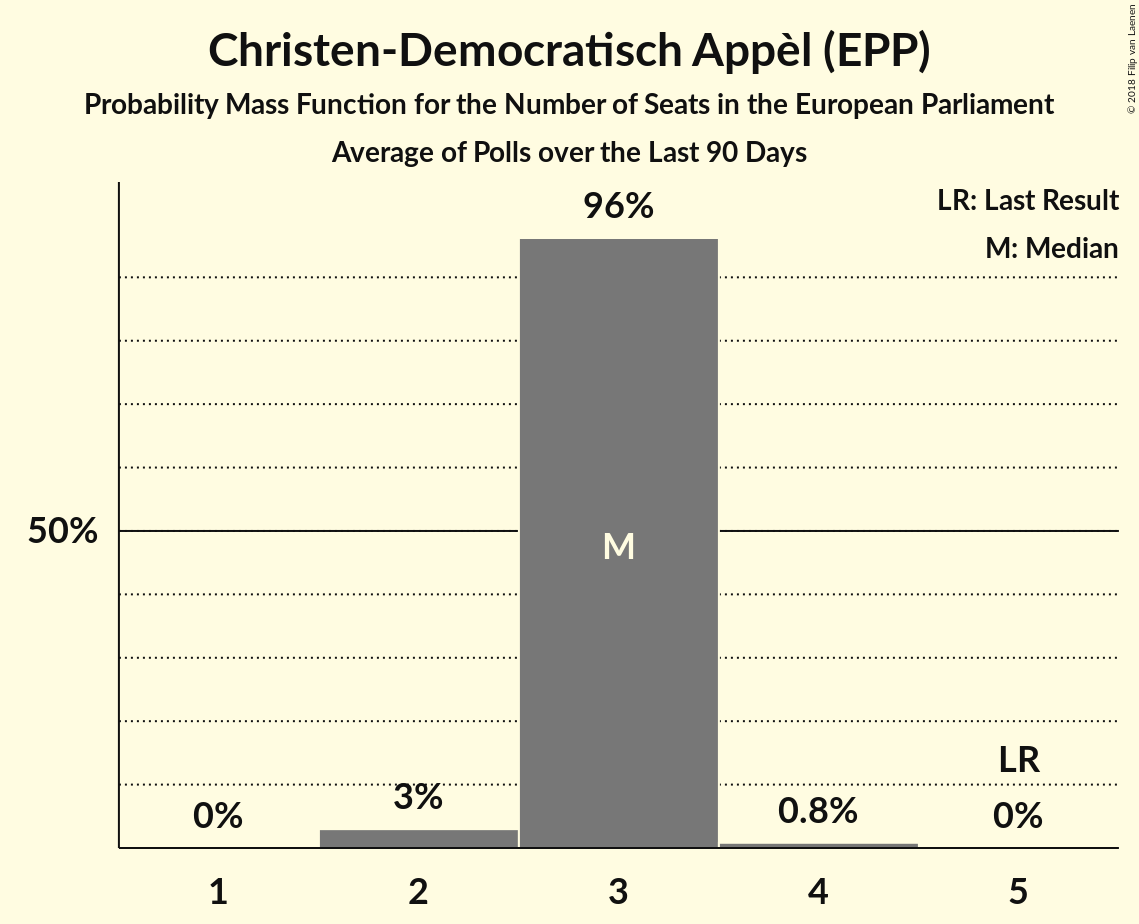 Christen-Democratisch Appèl (EPP)
Probability Mass Function for the Number of Seats in the European Parliament
Average of Polls over the Last 90 Days
© 2018 Filip van Laenen
LR: Last Result
M: Median
96%
50%
M
LR
0%
3%
0.8%
0%
1
2
3
4
5